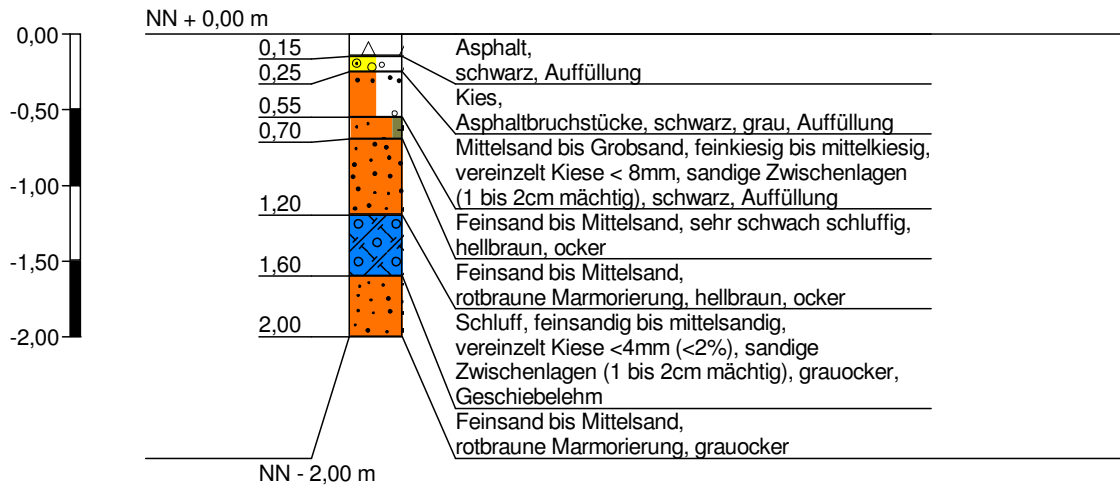 NN + 0,00 m
0,00
-0,50
-1,00
-1,50
-2,00
0,15
0,25
0,55
0,70
1,20
1,60
2,00
Asphalt,
schwarz, Auffüllung
Kies,
Asphaltbruchstücke, schwarz, grau, Auffüllung
Mittelsand bis Grobsand, feinkiesig bis mittelkiesig,
vereinzelt Kiese < 8mm, sandige Zwischenlagen
(1 bis 2cm mächtig), schwarz, Auffüllung
Feinsand bis Mittelsand, sehr schwach schluffig,
hellbraun, ocker
Feinsand bis Mittelsand,
rotbraune Marmorierung, hellbraun, ocker
Schluff, feinsandig bis mittelsandig,
vereinzelt Kiese <4mm (<2%), sandige
Zwischenlagen (1 bis 2cm mächtig), grauocker,
Geschiebelehm
Feinsand bis Mittelsand,
rotbraune Marmorierung, grauocker
NN - 2,00 m